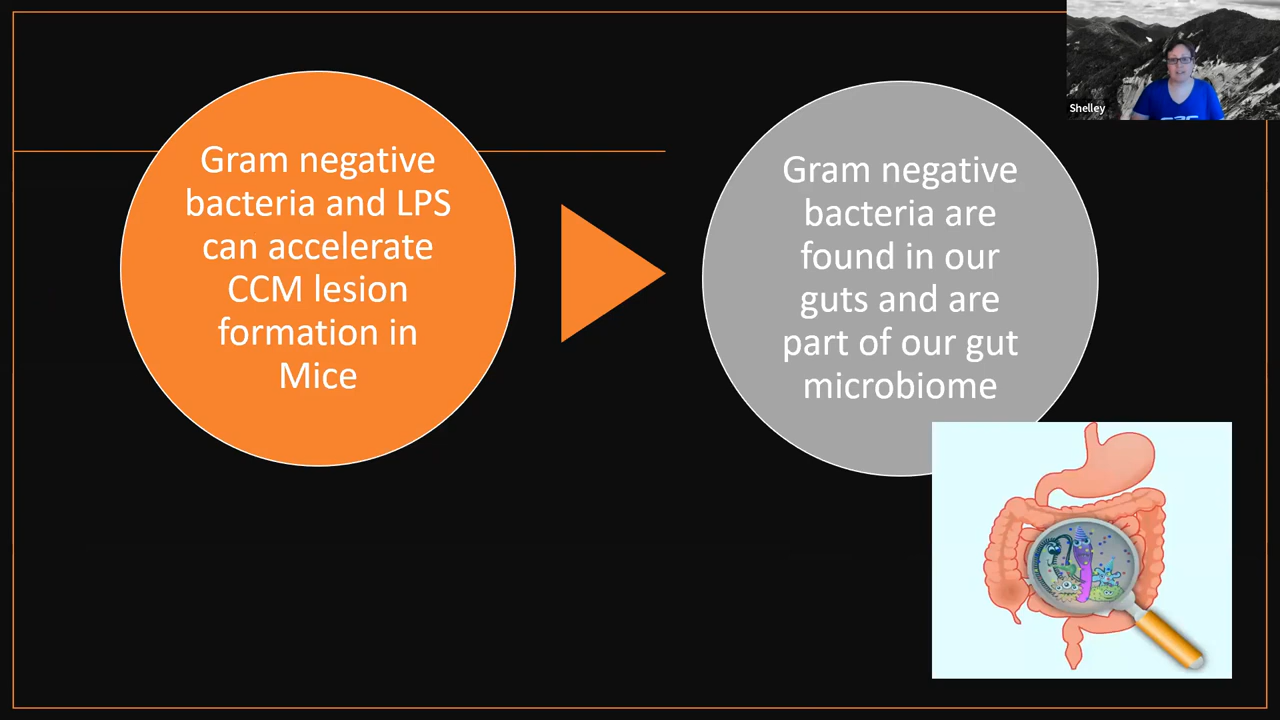 Shelley
Gram negative
bacteria and LPS
can accelerate
CCM lesion
formation in
Mice
Gram negative
bacteria are
found in our
guts and are
part of our gut
microbiome